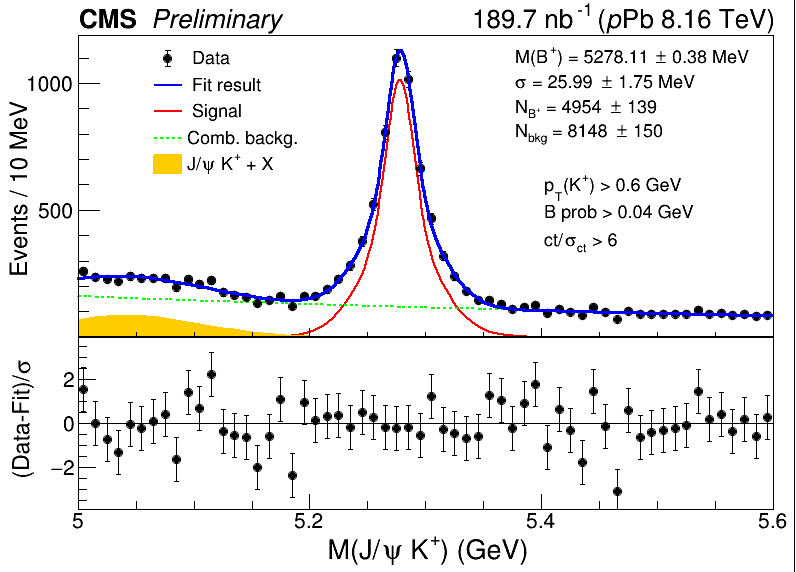 CMS Preliminary 189.7 nb⁻¹ (pPb 8.16 TeV)
Data
Fit result
Signal
Comb. backg.
J/ψ K⁺ + X
M(B⁺) = 5278.11 ± 0.38 MeV
σ = 25.99 ± 1.75 MeV
N_B⁺ = 4954 ± 139
N_bkg = 8148 ± 150
p_T(K⁺) > 0.6 GeV
B prob > 0.04 GeV
ct/σ_ct > 6
Events / 10 MeV
1000
500
(Data-Fit)/σ
2
0
−2
5 5.2 5.4 5.6
M(J/ψ K⁺) (GeV)